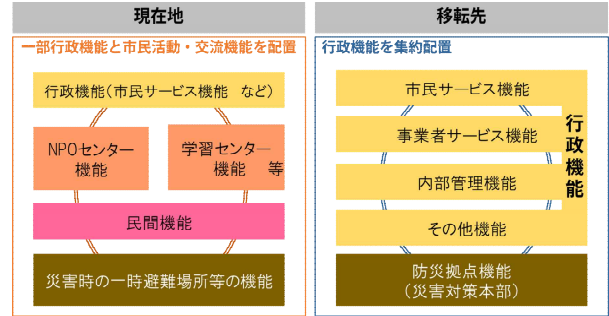 現在地
一部行政機能と市民活動・交流機能を配置
行政機能(市民サービス機能 など)
NPOセンター
機能
学習センター
機能 等
民間機能
災害時の一時避難場所等の機能
移転先
行政機能を集約配置
市民サービス機能
事業者サービス機能
内部管理機能
その他機能
行政機能
防災拠点機能
(災害対策本部)